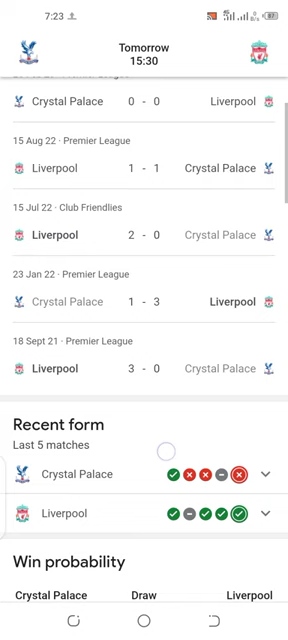 7:23
Tomorrow
15:30
Premier League
Crystal Palace 0 - 0 Liverpool
15 Aug 22 · Premier League
Liverpool 1 - 1 Crystal Palace
15 Jul 22 · Club Friendlies
Liverpool 2 - 0 Crystal Palace
23 Jan 22 · Premier League
Crystal Palace 1 - 3 Liverpool
18 Sept 21 · Premier League
Liverpool 3 - 0 Crystal Palace
Recent form
Last 5 matches
Crystal Palace
Liverpool
Win probability
Crystal Palace Draw Liverpool